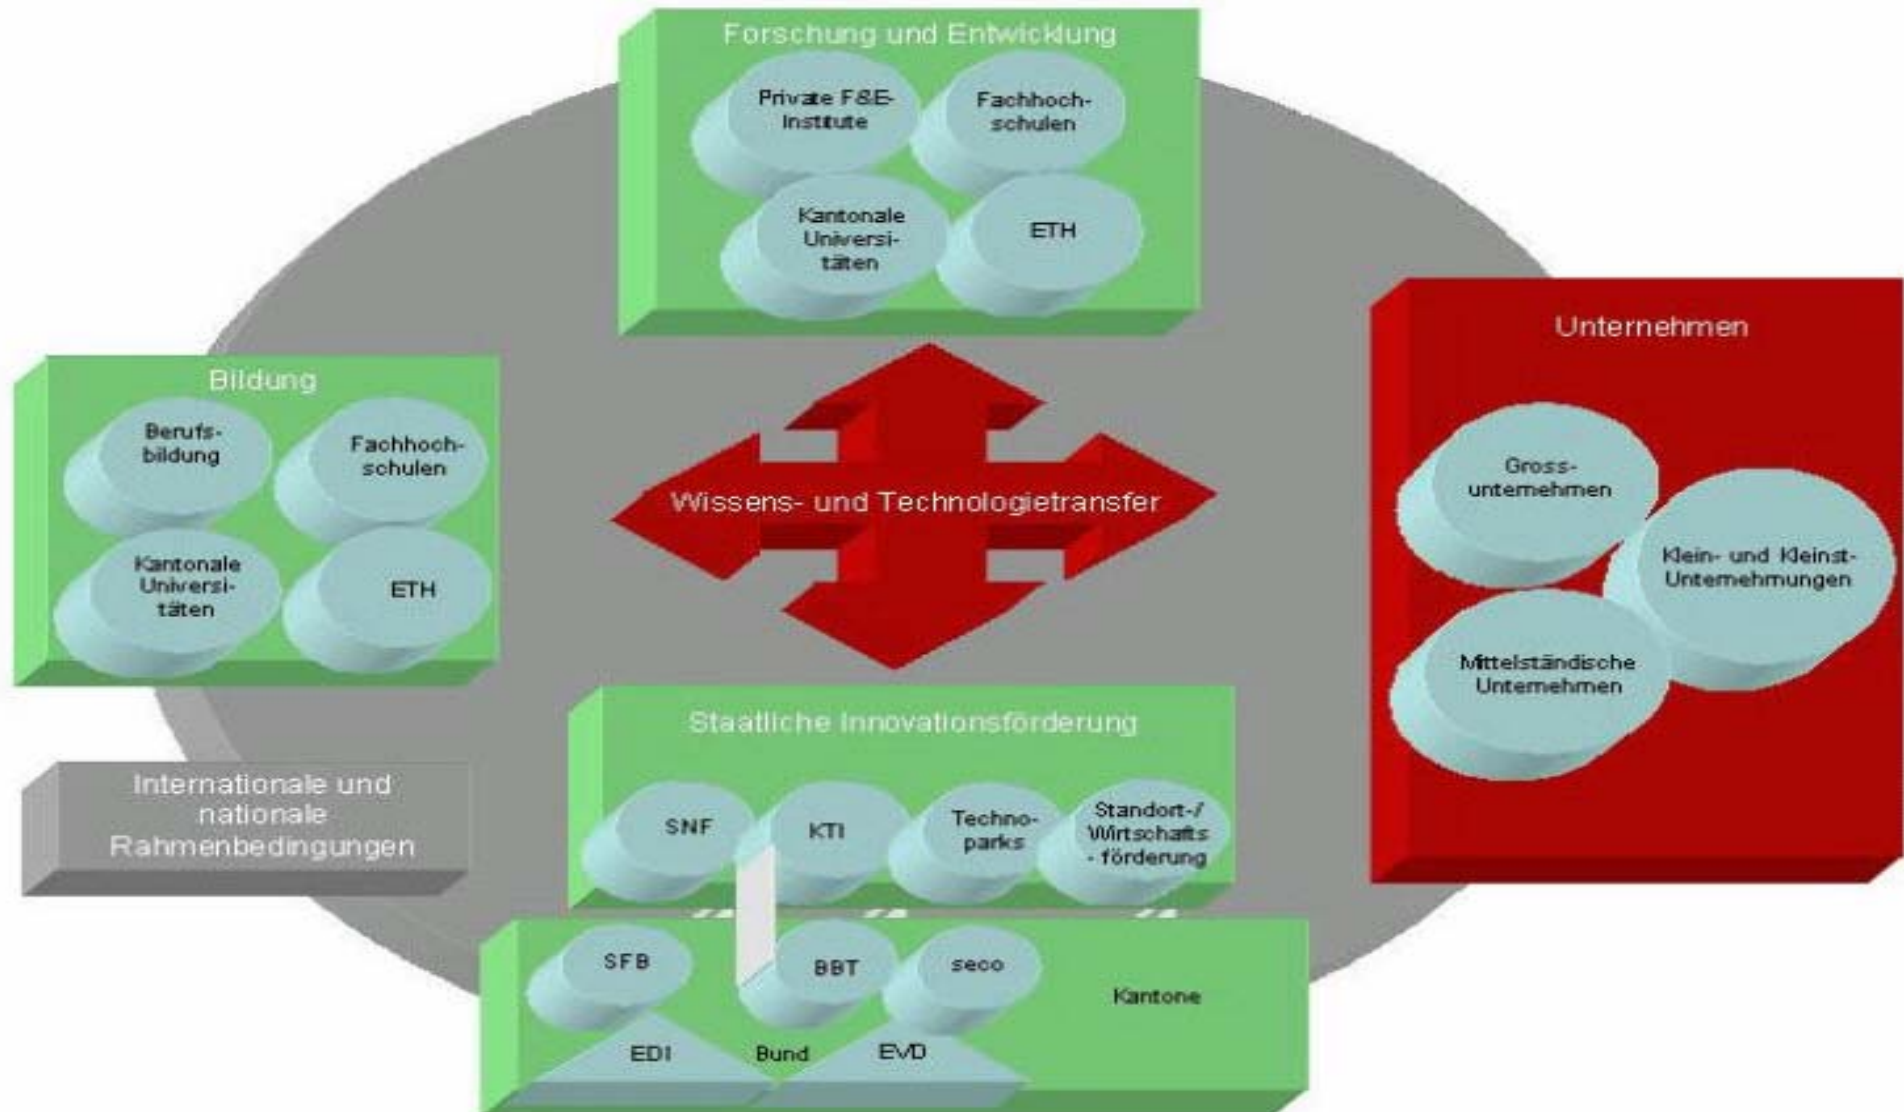 Forschung und Entwicklung
Private F&E-
Institute
Fachhoch-
schulen
Kantonale
Universi-
täten
ETH
Bildung
Berufs-
bildung
Fachhoch-
schulen
Kantonale
Universi-
täten
ETH
Wissens- und Technologietransfer
Unternehmen
Gross-
unternehmen
Klein- und Kleinst-
Unternehmungen
Mittelständische
Unternehmen
Staatliche Innovationsförderung
SNF
KTI
Techno-
parks
Standort-/
Wirtschafts
- förderung
Internationale und
nationale
Rahmenbedingungen
SFB
BBT
seco
Kantone
EDI
Bund
EVD